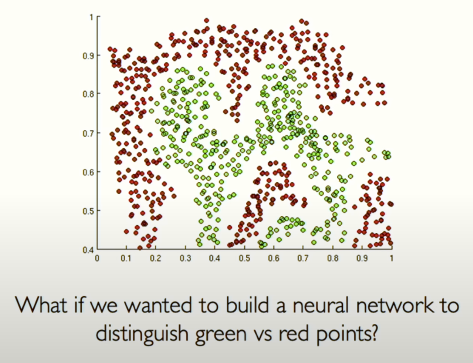 1
0.9
0.8
0.7
0.6
0.5
0.4
0 0.1 0.2 0.3 0.4 0.5 0.6 0.7 0.8 0.9 1
What if we wanted to build a neural network to
distinguish green vs red points?